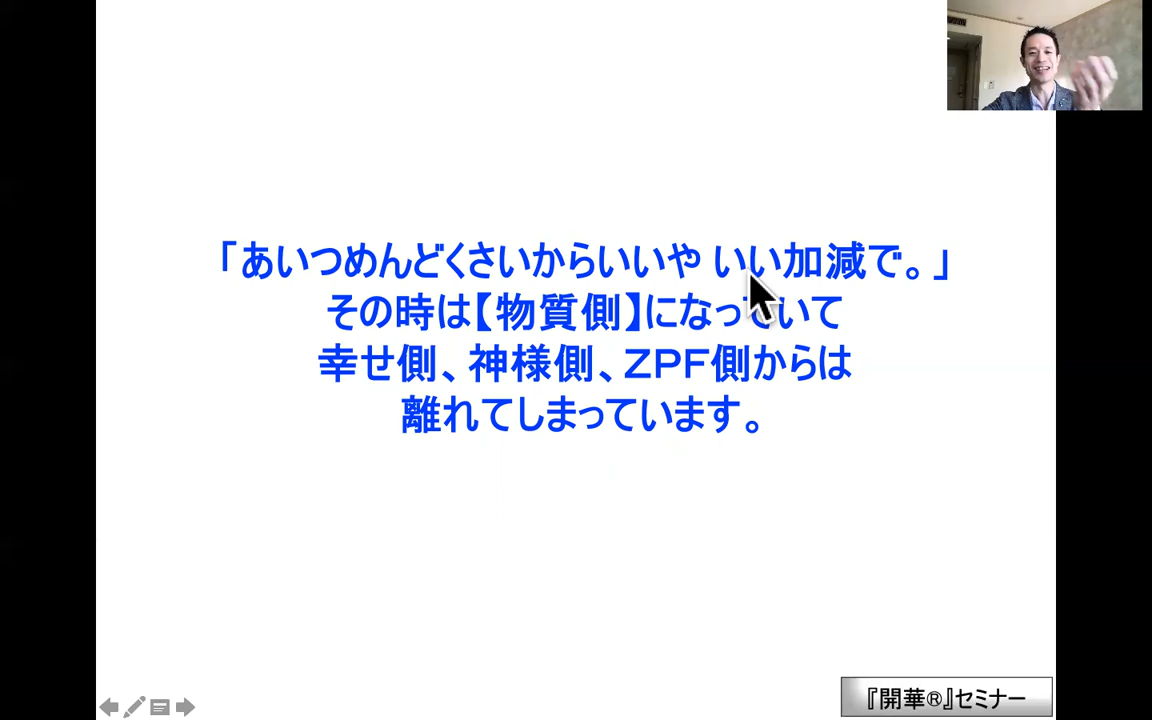 「あいつめんどくさいからいいや いい加減で。」
その時は【物質側】になっていて
幸せ側、神様側、ZPF側からは
離れてしまっています。
『開華®』セミナー